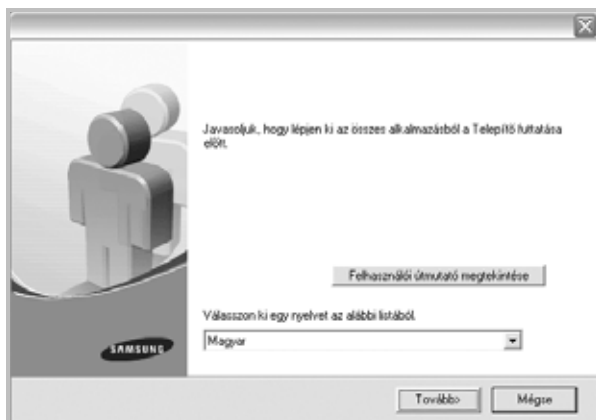 Javasoljuk, hogy lépjen ki az összes alkalmazásból a Telepítő futtatása
előtt.
Felhasználói útmutató megtekintése
Válasszon ki egy nyelvet az alábbi listából.
Magyar
SAMSUNG
Tovább>
Mégse